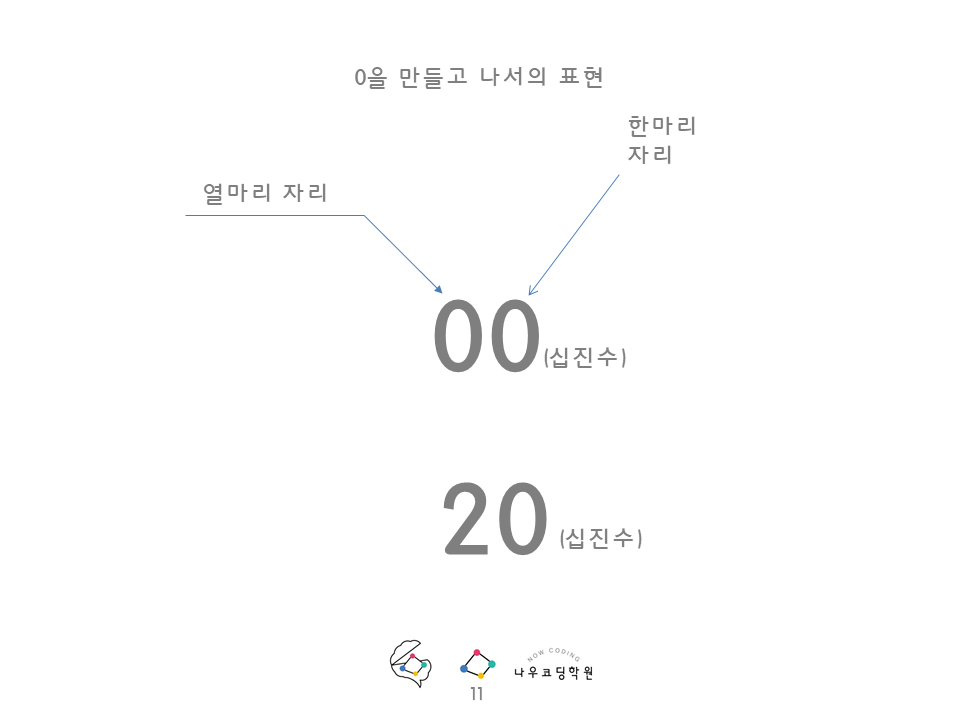 0을 만들고 나서의 표현
한마리
자리
열마리 자리
00(십진수)
20 (십진수)
NOW CODING
나우코딩학원
11